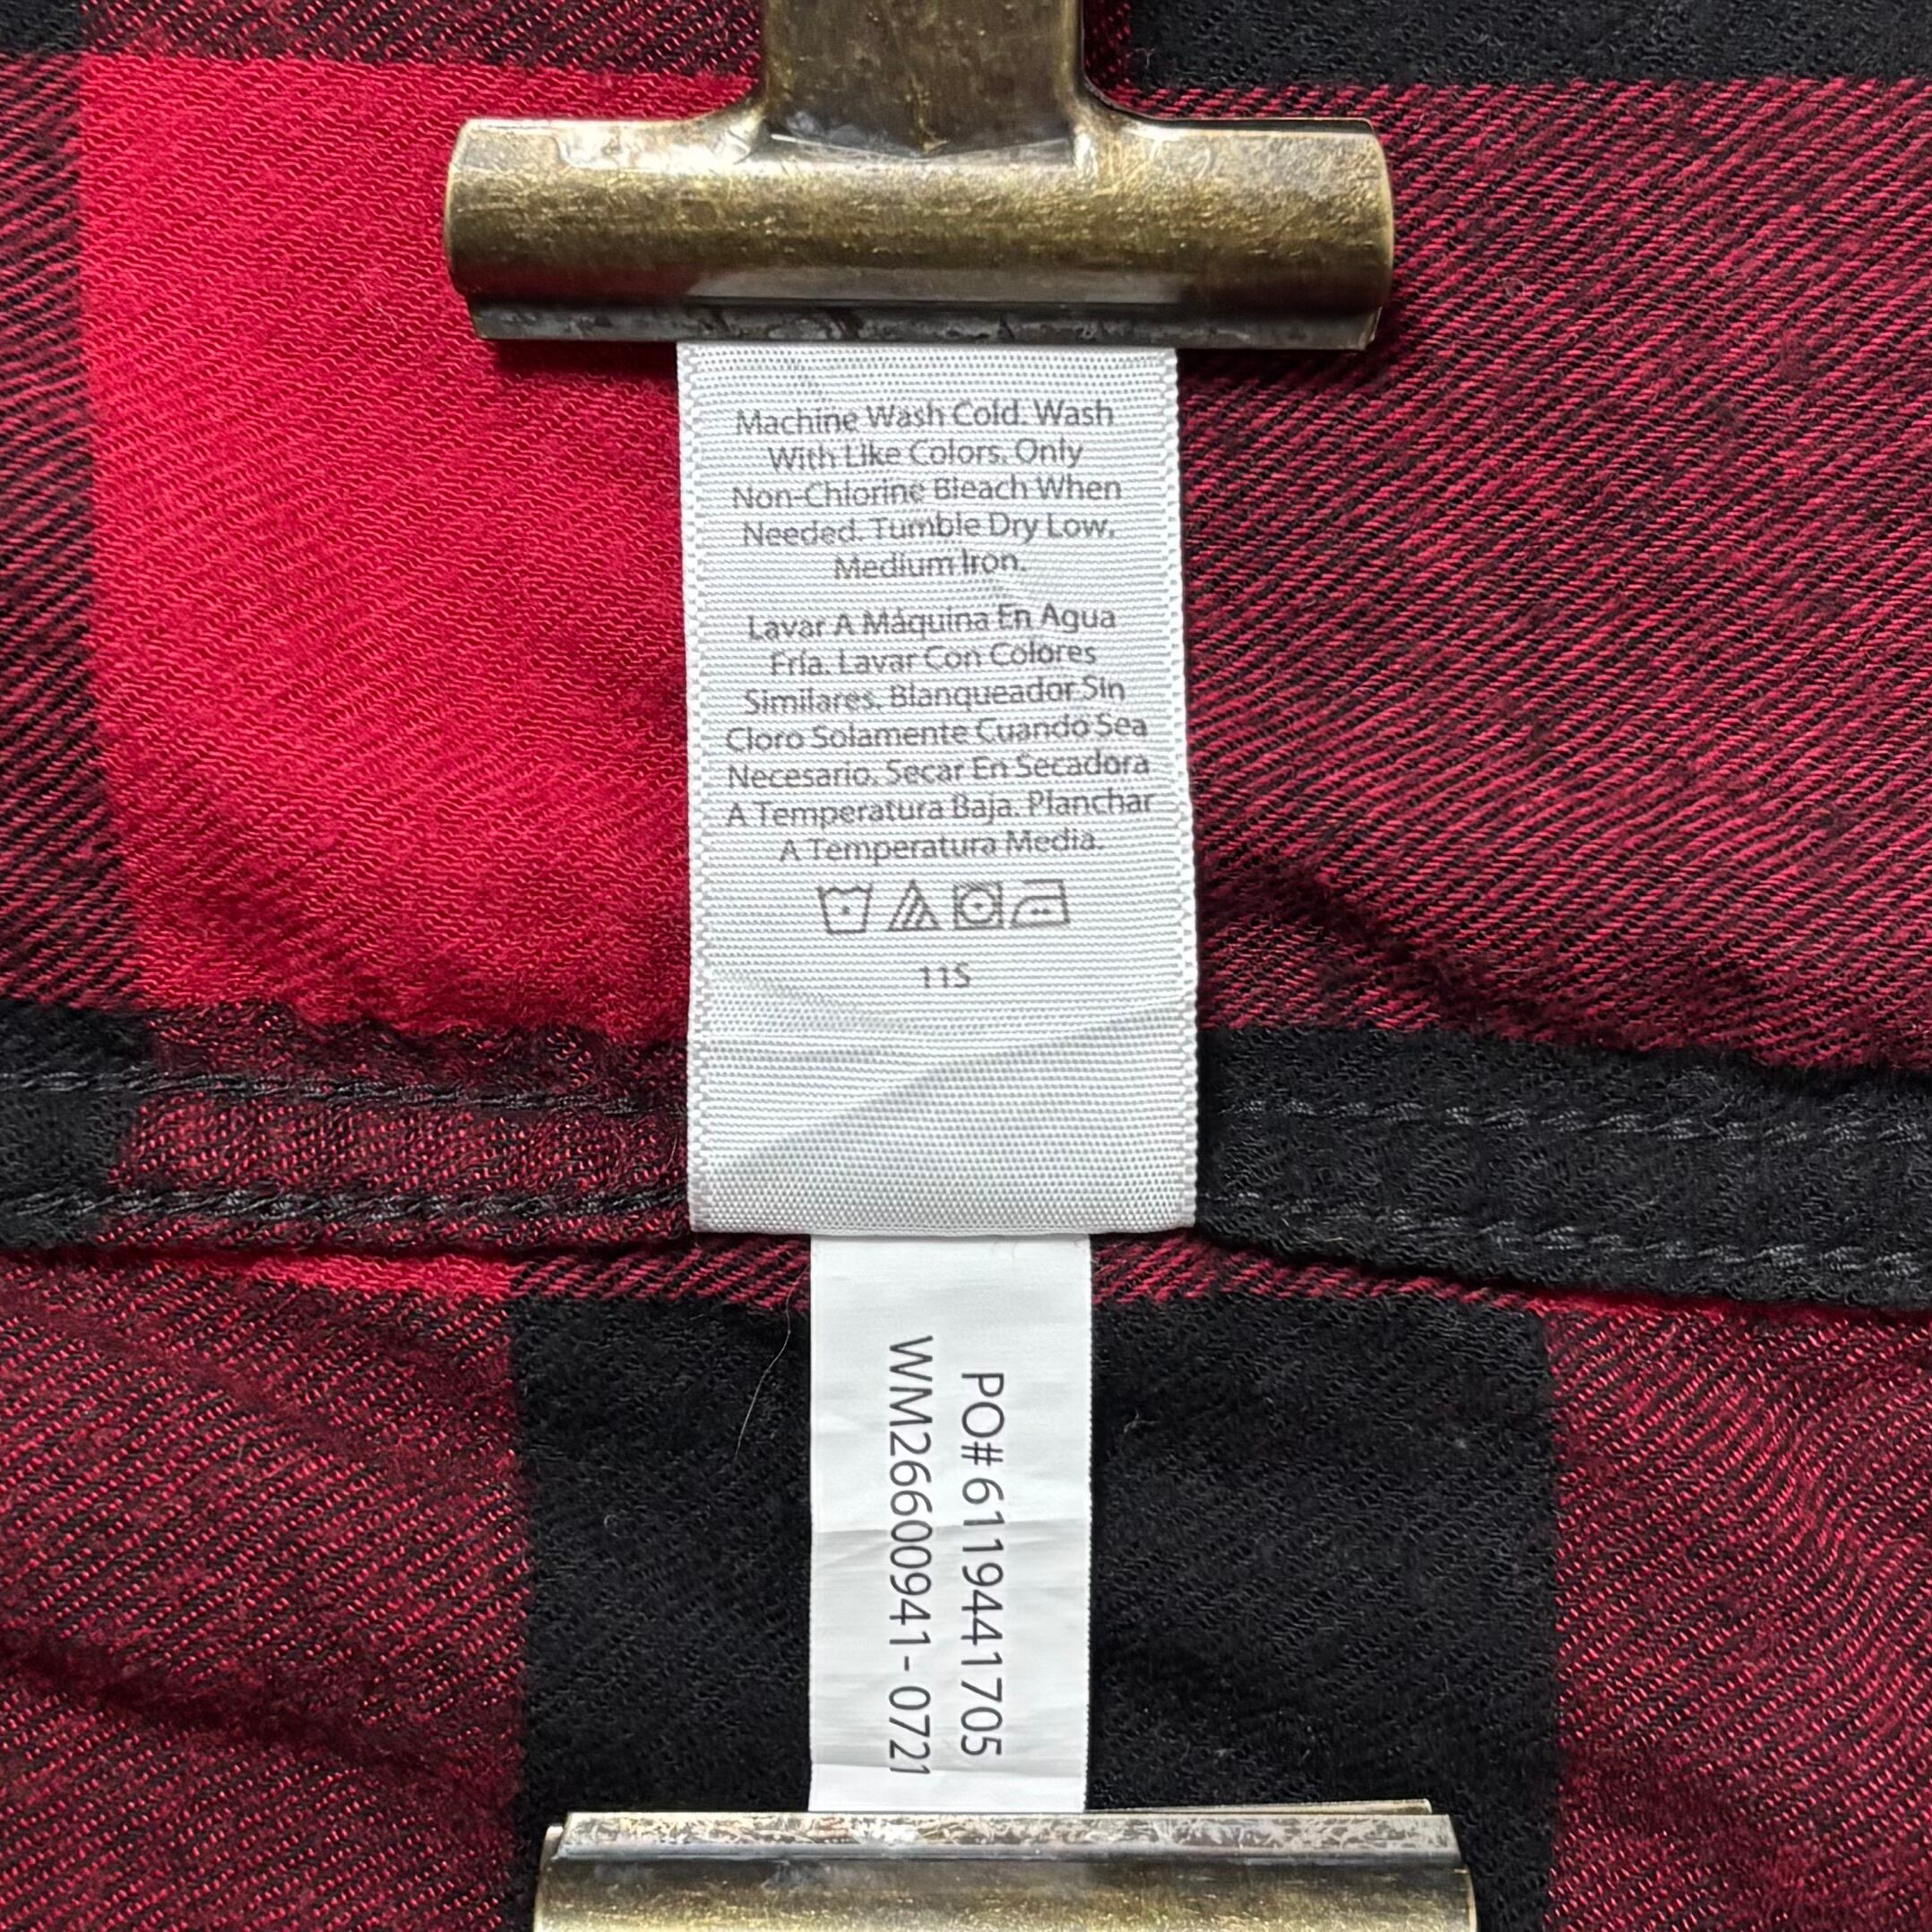 Machine Wash Cold. Wash
With Like Colors. Only
Non-Chlorine Bleach When
Needed. Tumble Dry Low.
Medium Iron.
Lavar A Máquina En Agua
Fría. Lavar Con Colores
Similares. Blanqueador Sin
Cloro Solamente Cuando Sea
Necesario. Secar En Secadora
A Temperatura Baja. Planchar
A Temperatura Media.
11S
PO#6119441705
WM26600941-0721